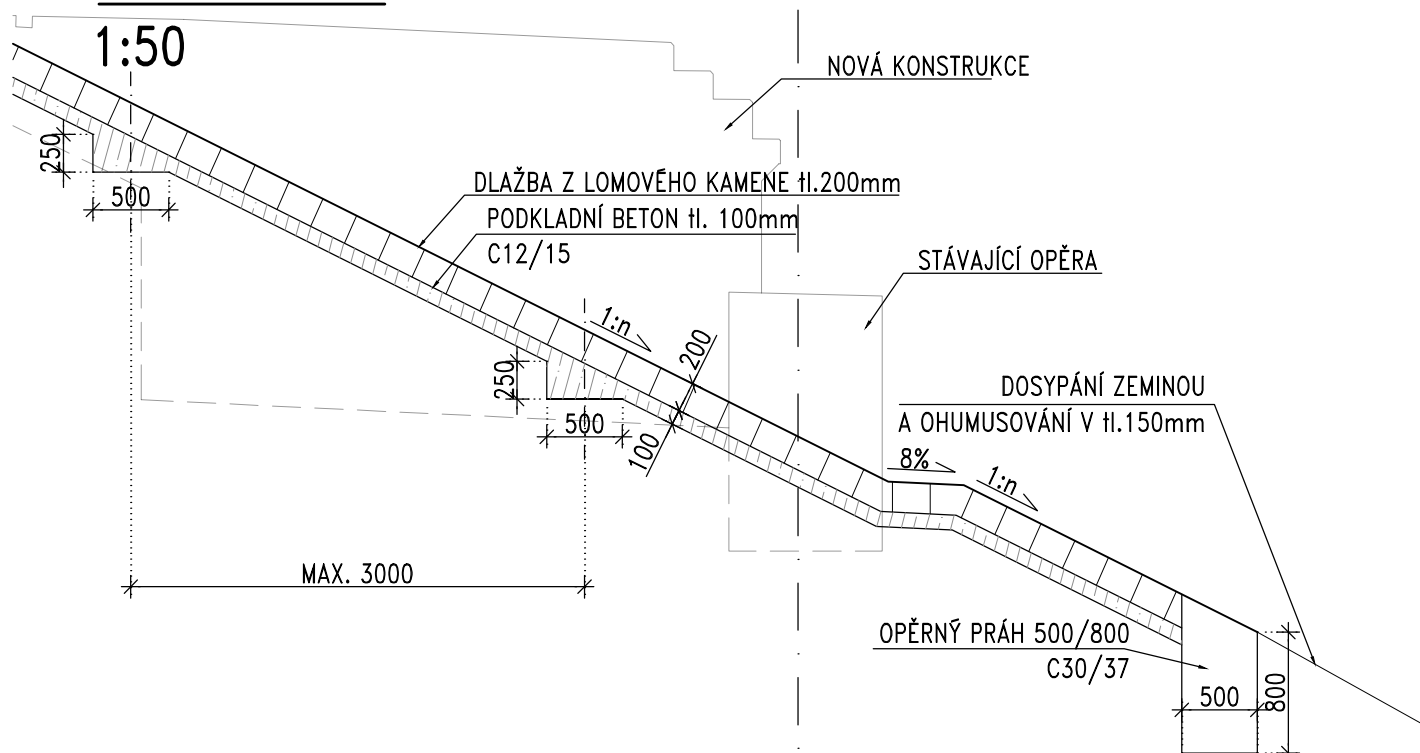 1:50
NOVÁ KONSTRUKCE
250
500
DLAŽBA Z LOMOVÉHO KAMENE tl.200mm
PODKLADNÍ BETON tl. 100mm
C12/15
STÁVAJÍCÍ OPĚRA
1:n
200
250
500
100
DOSYPÁNÍ ZEMINOU
A OHUMUSOVÁNÍ V tl.150mm
8%
1:n
MAX. 3000
OPĚRNÝ PRÁH 500/800
C30/37
500
800